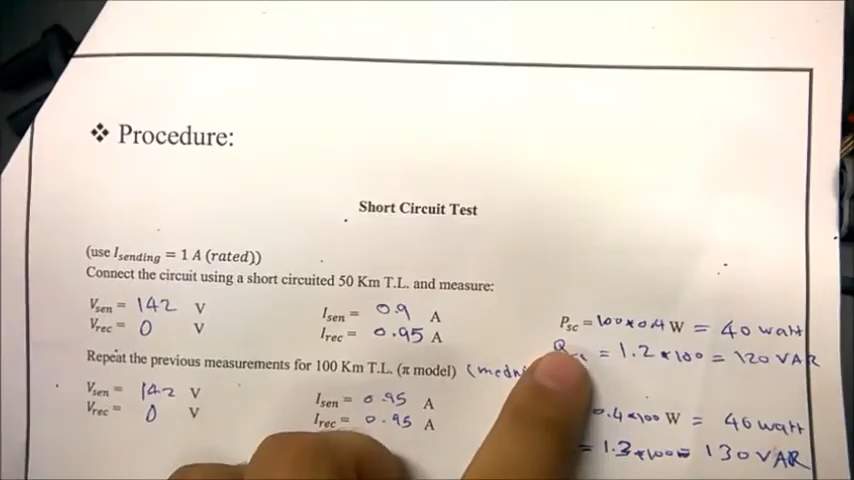 ❖ Procedure:
Short Circuit Test
(use I_sending = 1 A (rated))
Connect the circuit using a short circuited 50 Km T.L. and measure:
V_sen = 142 V I_sen = 0.9 A P_sc = 100*0.4 W = 40 watt
V_rec = 0 V I_rec = 0.95 A Q = 1.2 * 100 = 120 VAR
Repeat the previous measurements for 100 Km T.L. (π model)
V_sen = 142 V I_sen = 0.95 A 0.4*100 W = 40 watt
V_rec = 0 V I_rec = 0.95 A = 1.3*100= 130 VAR